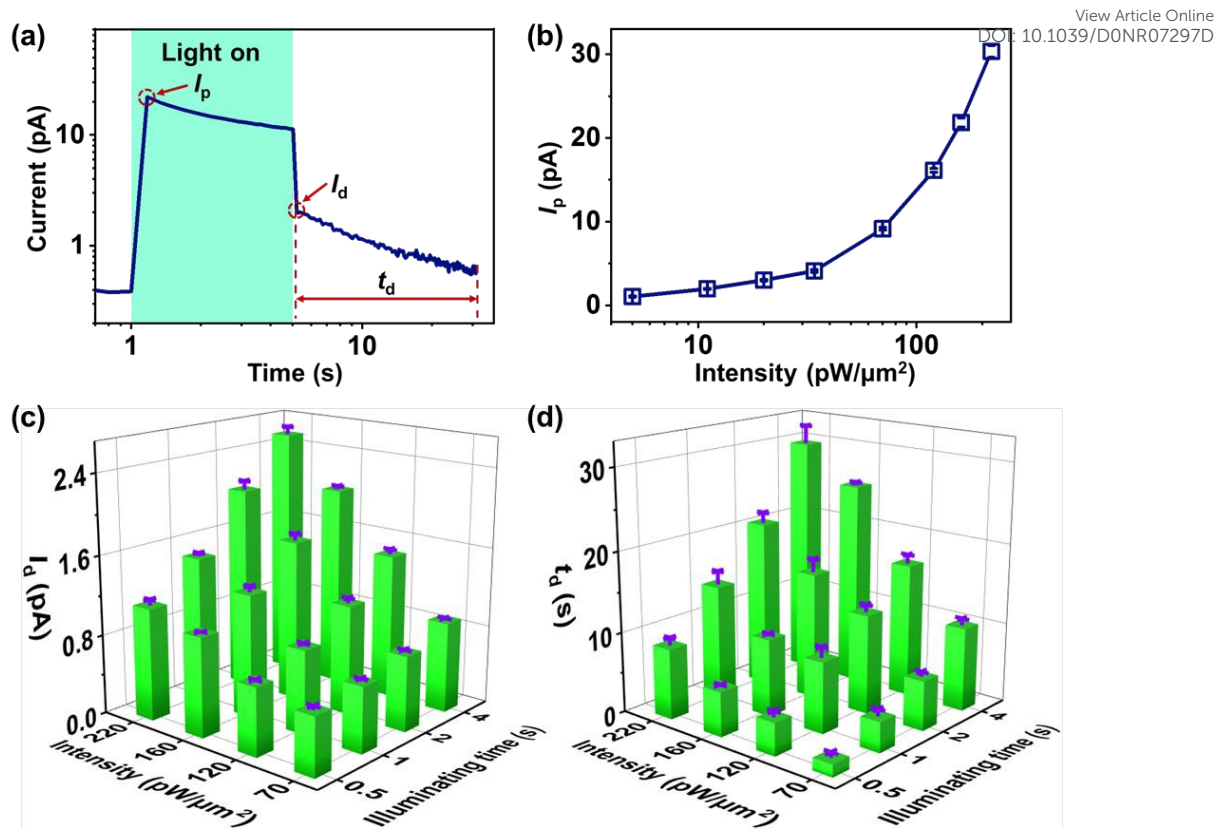 View Article Online
DOI: 10.1039/D0NR07297D
(a)
Light on
Ip
Id
td
Current (pA)
10
1
1
10
Time (s)
(b)
Ip (pA)
30
20
10
0
10
100
Intensity (pW/μm²)
(c)
Id (pA)
2.4
1.6
0.8
0.0
220
160
120
70
Intensity (pW/μm²)
0.5
1
2
4
Illuminating time (s)
(d)
td (s)
30
20
10
0
220
160
120
70
Intensity (pW/μm²)
0.5
1
2
4
Illuminating time (s)